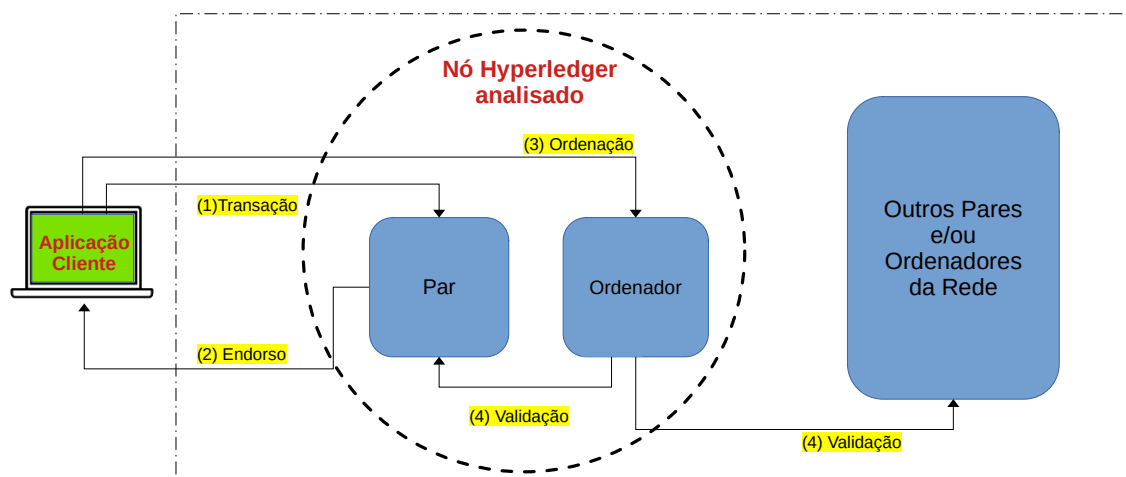 Nó Hyperledger
analisado
(3) Ordenação
(1)Transação
Aplicação
Cliente
Par
Ordenador
Outros Pares
e/ou
Ordenadores
da Rede
(2) Endorso
(4) Validação
(4) Validação